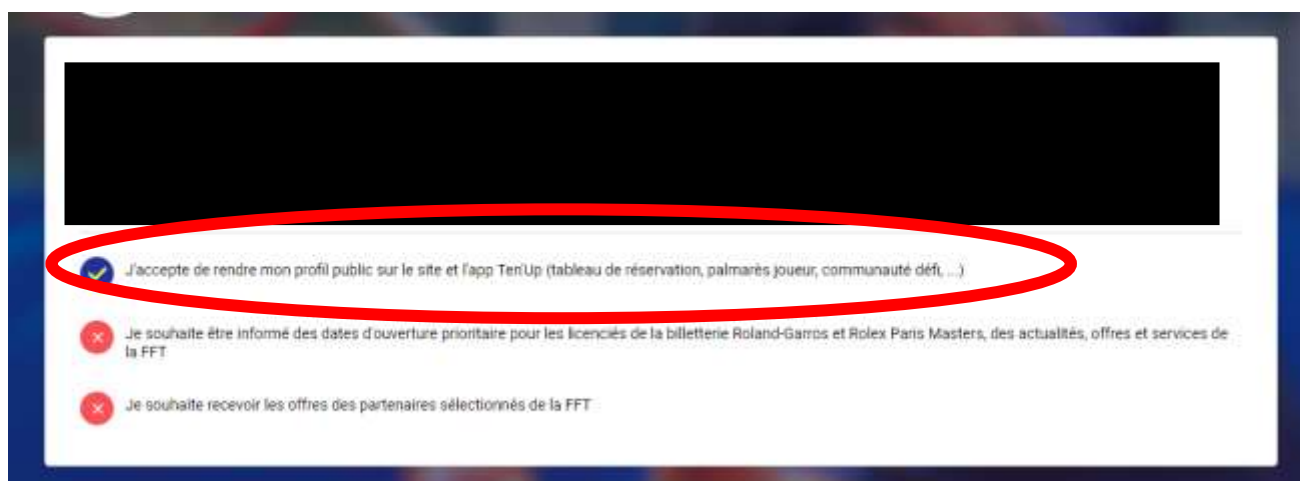 J'accepte de rendre mon profil public sur le site et l'app Ten'Up (tableau de réservation, palmarès joueur, communauté défi, ...)
Je souhaite être informé des dates d'ouverture prioritaire pour les licenciés de la billetterie Roland-Garros et Rolex Paris Masters, des actualités, offres et services de
la FFT
Je souhaite recevoir les offres des partenaires sélectionnés de la FFT